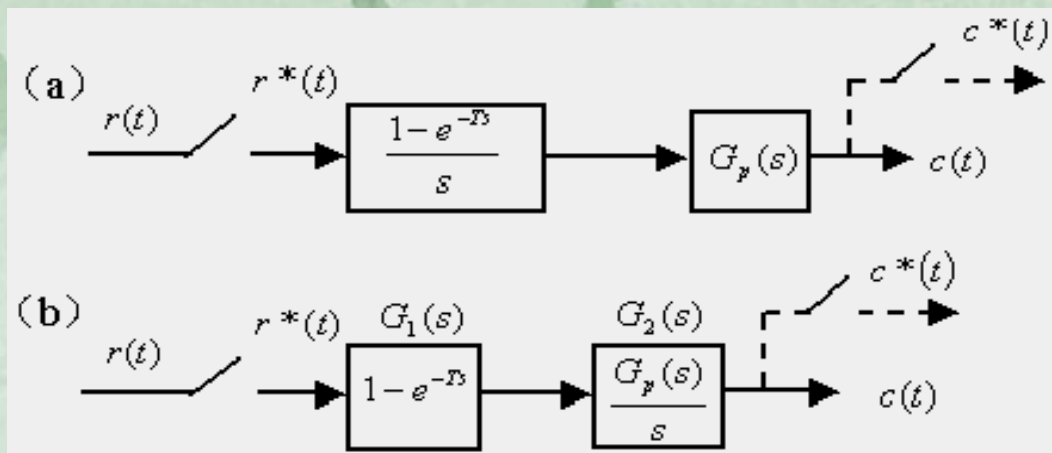 c*(t)
(a)
r*(t)
r(t)
1-e^{-Ts}
s
G_p(s)
c(t)
c*(t)
(b)
r*(t)
G_1(s)
G_2(s)
r(t)
1-e^{-Ts}
G_p(s)
s
c(t)